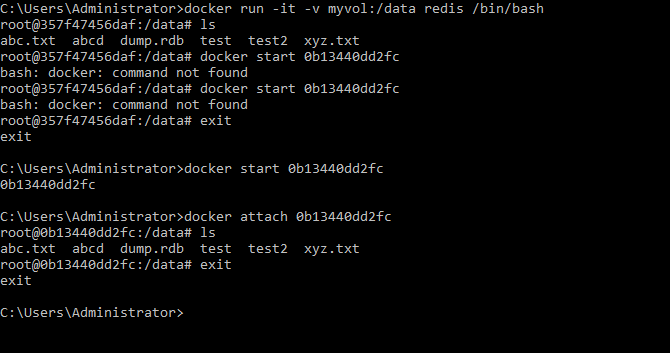 C:\Users\Administrator>docker run -it -v myvol:/data redis /bin/bash
root@357f47456daf:/data# ls
abc.txt  abcd  dump.rdb  test  test2  xyz.txt
root@357f47456daf:/data# docker start 0b13440dd2fc
bash: docker: command not found
root@357f47456daf:/data# docker start 0b13440dd2fc
bash: docker: command not found
root@357f47456daf:/data# exit
exit
C:\Users\Administrator>docker start 0b13440dd2fc
0b13440dd2fc
C:\Users\Administrator>docker attach 0b13440dd2fc
root@0b13440dd2fc:/data# ls
abc.txt  abcd  dump.rdb  test  test2  xyz.txt
root@0b13440dd2fc:/data# exit
exit
C:\Users\Administrator>